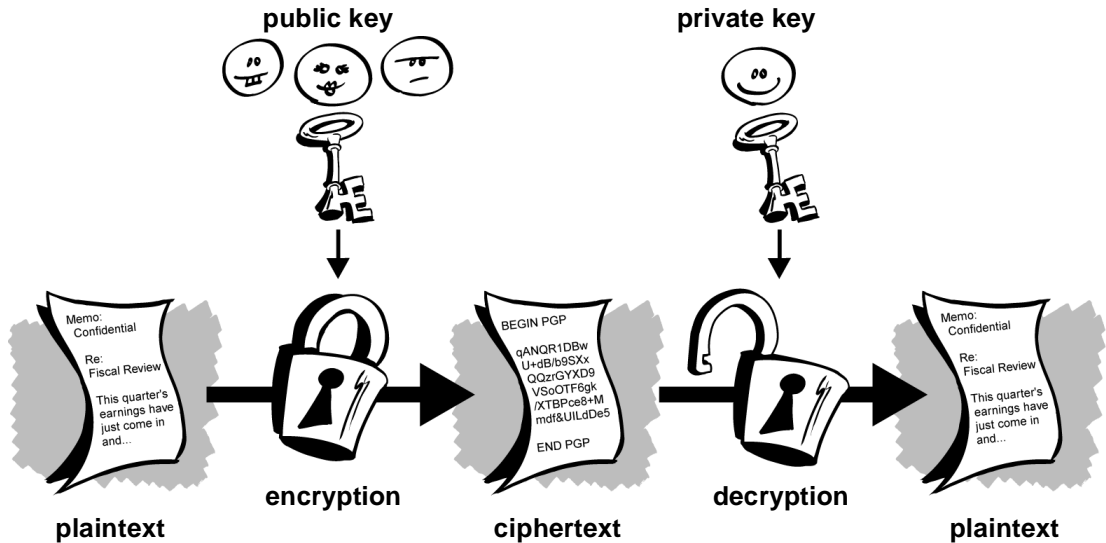 public key
private key
Memo:
Confidential
Re:
Fiscal Review
This quarter's
earnings have
just come in
and...
BEGIN PGP
qANQR1DBw
U+dB/b9SXx
QQzrGYXD9
VSoOTF6gk
/XTBPce8+M
mdf&UILdDe5
END PGP
Memo:
Confidential
Re:
Fiscal Review
This quarter's
earnings have
just come in
and...
encryption
decryption
plaintext
ciphertext
plaintext